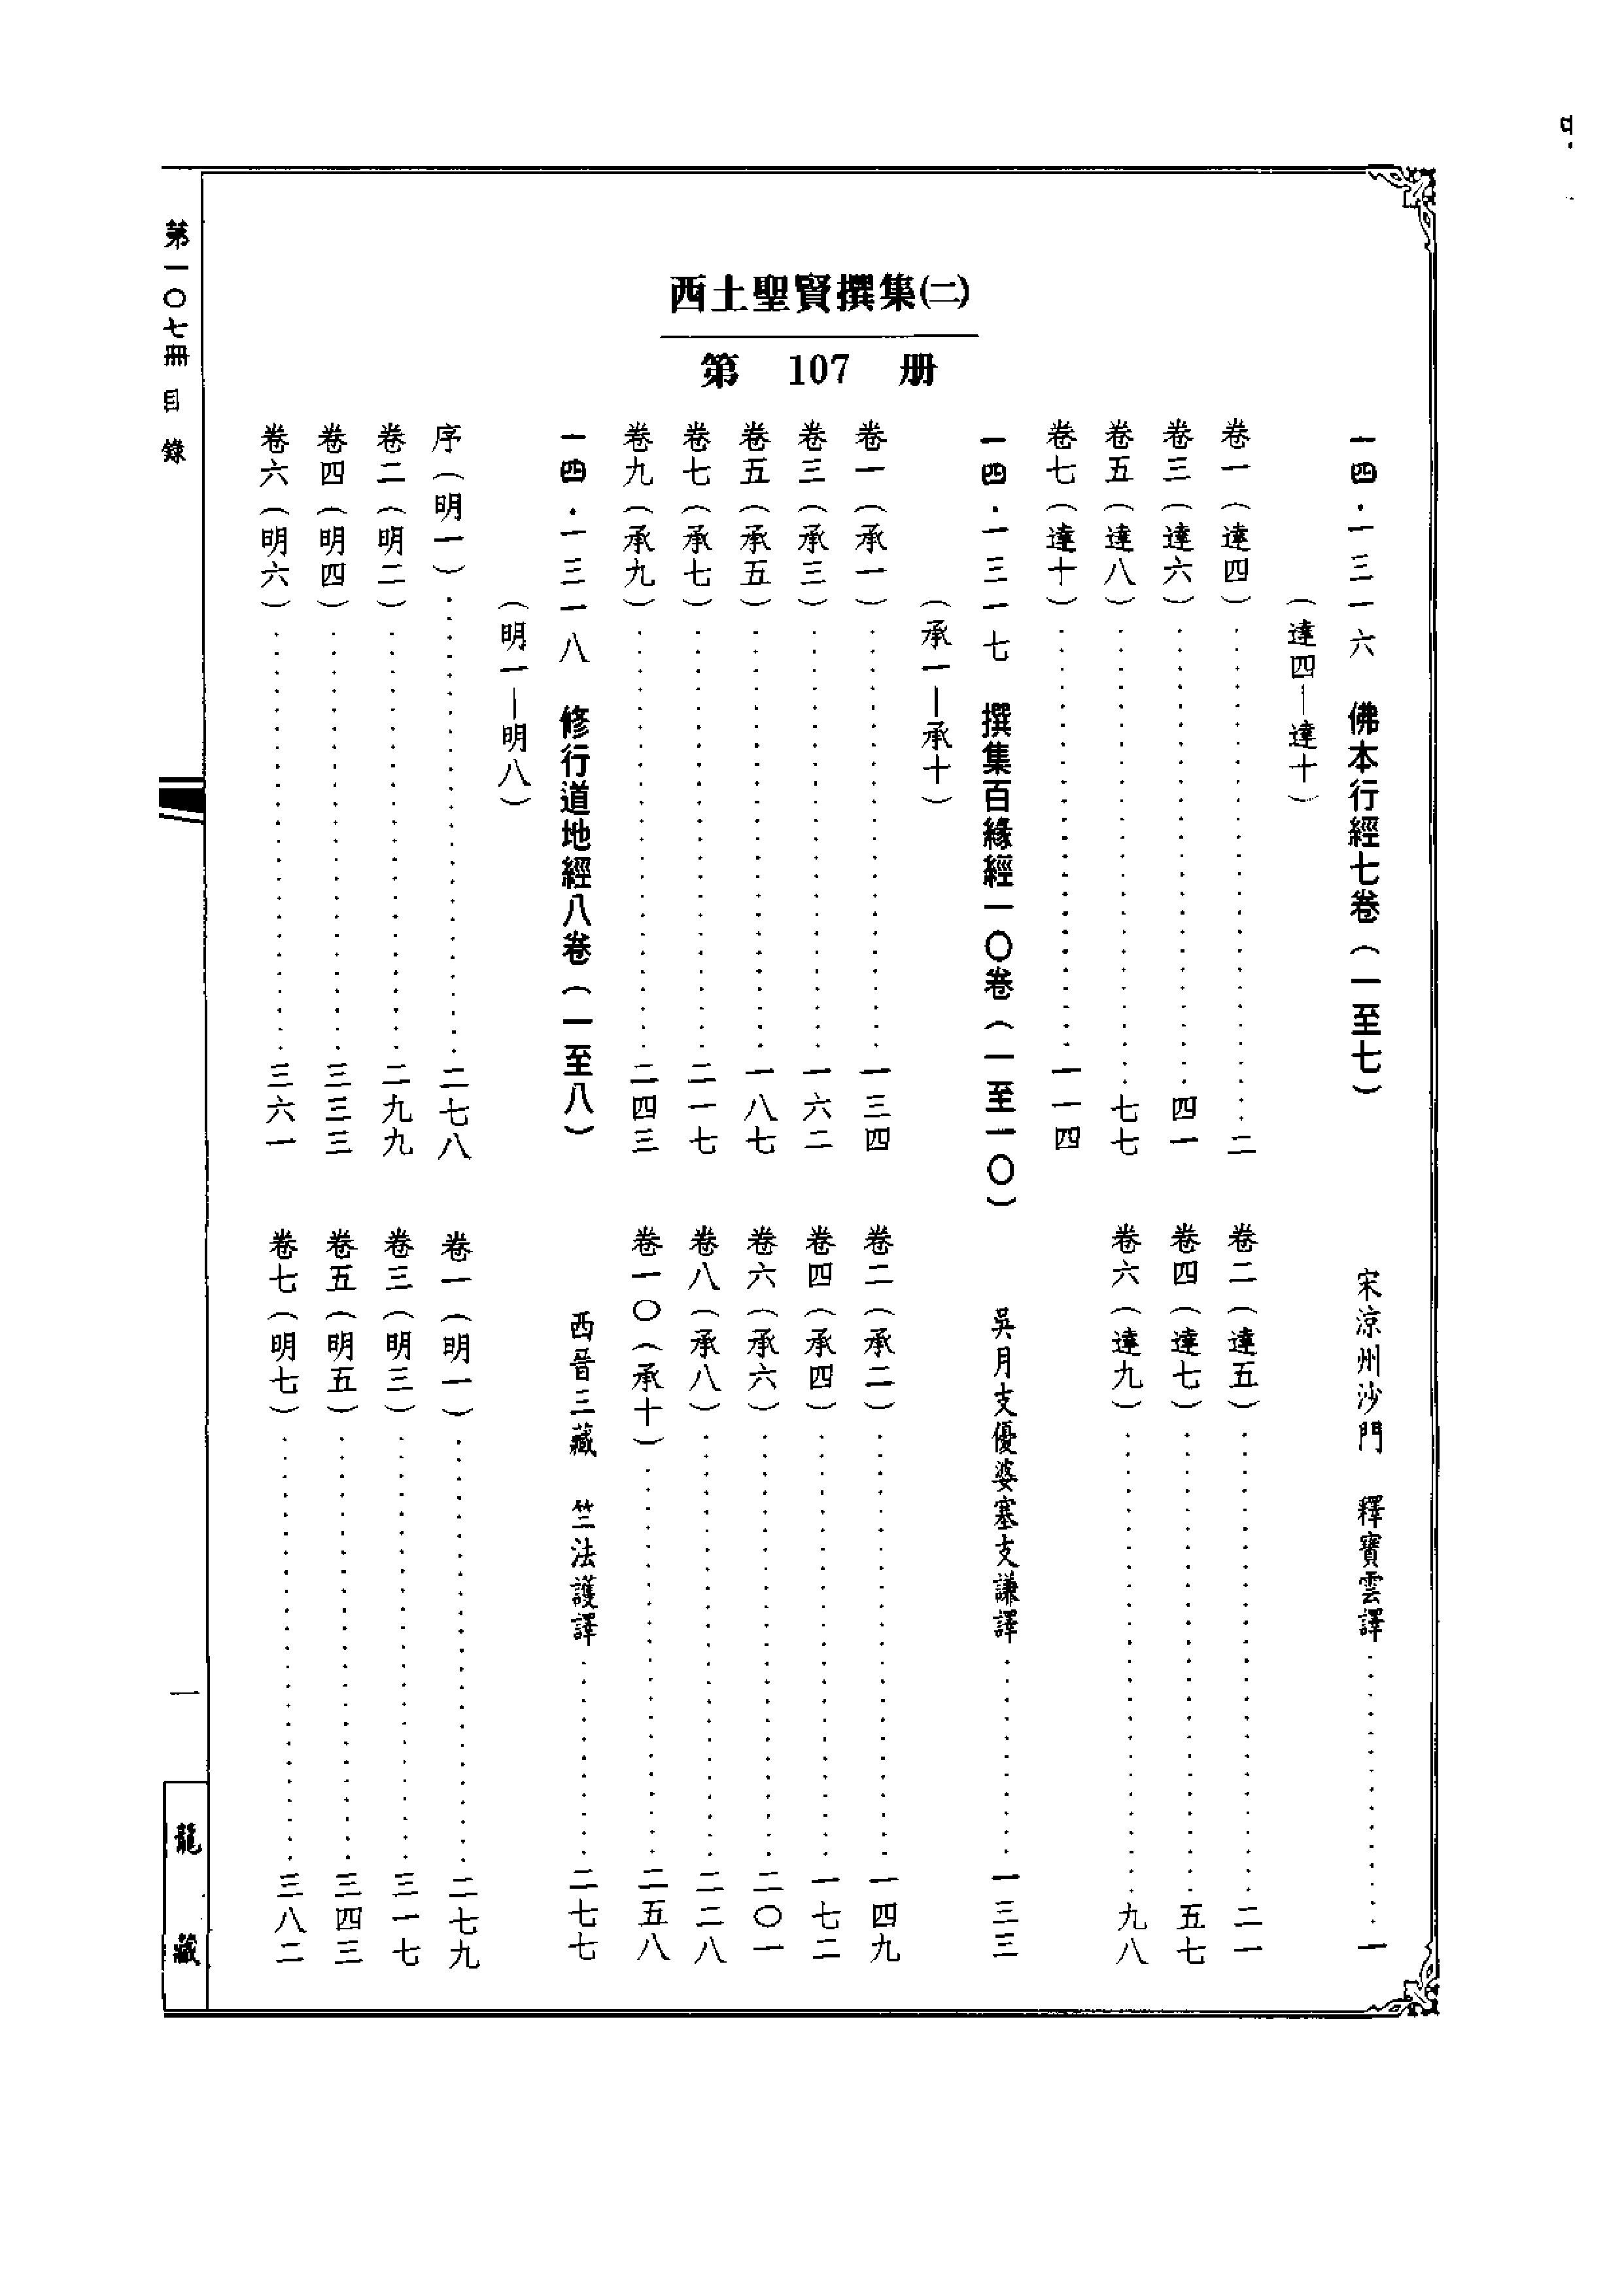 西土聖賢撰集(二)
第 107 册
一四·一三一六 佛本行經七卷(一至七) 宋涼州沙門 釋寶雲譯……一
(達四—達十)
卷一(達四)……二 卷二(達五)……二一
卷三(達六)……四一 卷四(達七)……五七
卷五(達八)……七七 卷六(達九)……九八
卷七(達十)……一一四
一四·一三一七 撰集百緣經一〇卷(一至一〇) 吳月支優婆塞支謙譯……一三三
(承一—承十)
卷一(承一)……一三四 卷二(承二)……一四九
卷三(承三)……一六二 卷四(承四)……一七二
卷五(承五)……一八七 卷六(承六)……二〇一
卷七(承七)……二一七 卷八(承八)……二二八
卷九(承九)……二四三 卷一〇(承十)……二五八
一四·一三一八 修行道地經八卷(一至八) 西晉三藏 竺法護譯……二七七
(明一—明八)
序(明一)……二七八 卷一(明一)……二七九
卷二(明二)……二九九 卷三(明三)……三一七
卷四(明四)……三三三 卷五(明五)……三四三
卷六(明六)……三六一 卷七(明七)……三八二
第一〇七冊 目錄
一
龍藏